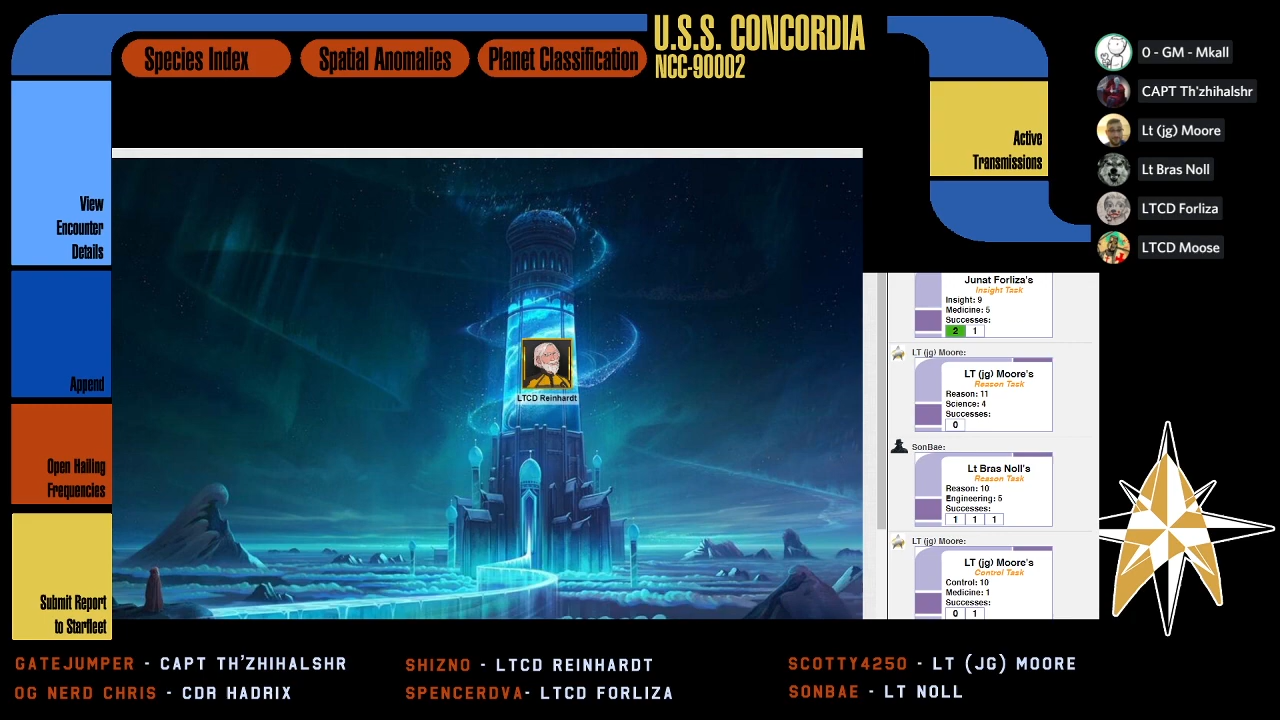 Species Index
Spatial Anomalies
Planet Classification
U.S.S. CONCORDIA
NCC-90002
View
Encounter
Details
Append
Open Hailing
Frequencies
Submit Report
to Starfleet
Active
Transmissions
0 - GM - Mkall
CAPT Th'zhihalshr
Lt (jg) Moore
Lt Bras Noll
LTCD Forliza
LTCD Moose
LTCD Reinhardt
Junat Forliza's
Insight Task
Insight: 9
Medicine: 5
Successes:
2 1
LT (jg) Moore:
LT (jg) Moore's
Reason Task
Reason: 11
Science: 4
Successes:
0
SonBae:
Lt Bras Noll's
Reason Task
Reason: 10
Engineering: 5
Successes:
1 1 1
LT (jg) Moore:
LT (jg) Moore's
Control Task
Control: 10
Medicine: 1
Successes:
0 1
GATEJUMPER - CAPT TH'ZHIHALSHR
OG NERD CHRIS - CDR HADRIX
SHIZNO - LTCD REINHARDT
SPENCERDVA- LTCD FORLIZA
SCOTTY4250 - LT (JG) MOORE
SONBAE - LT NOLL